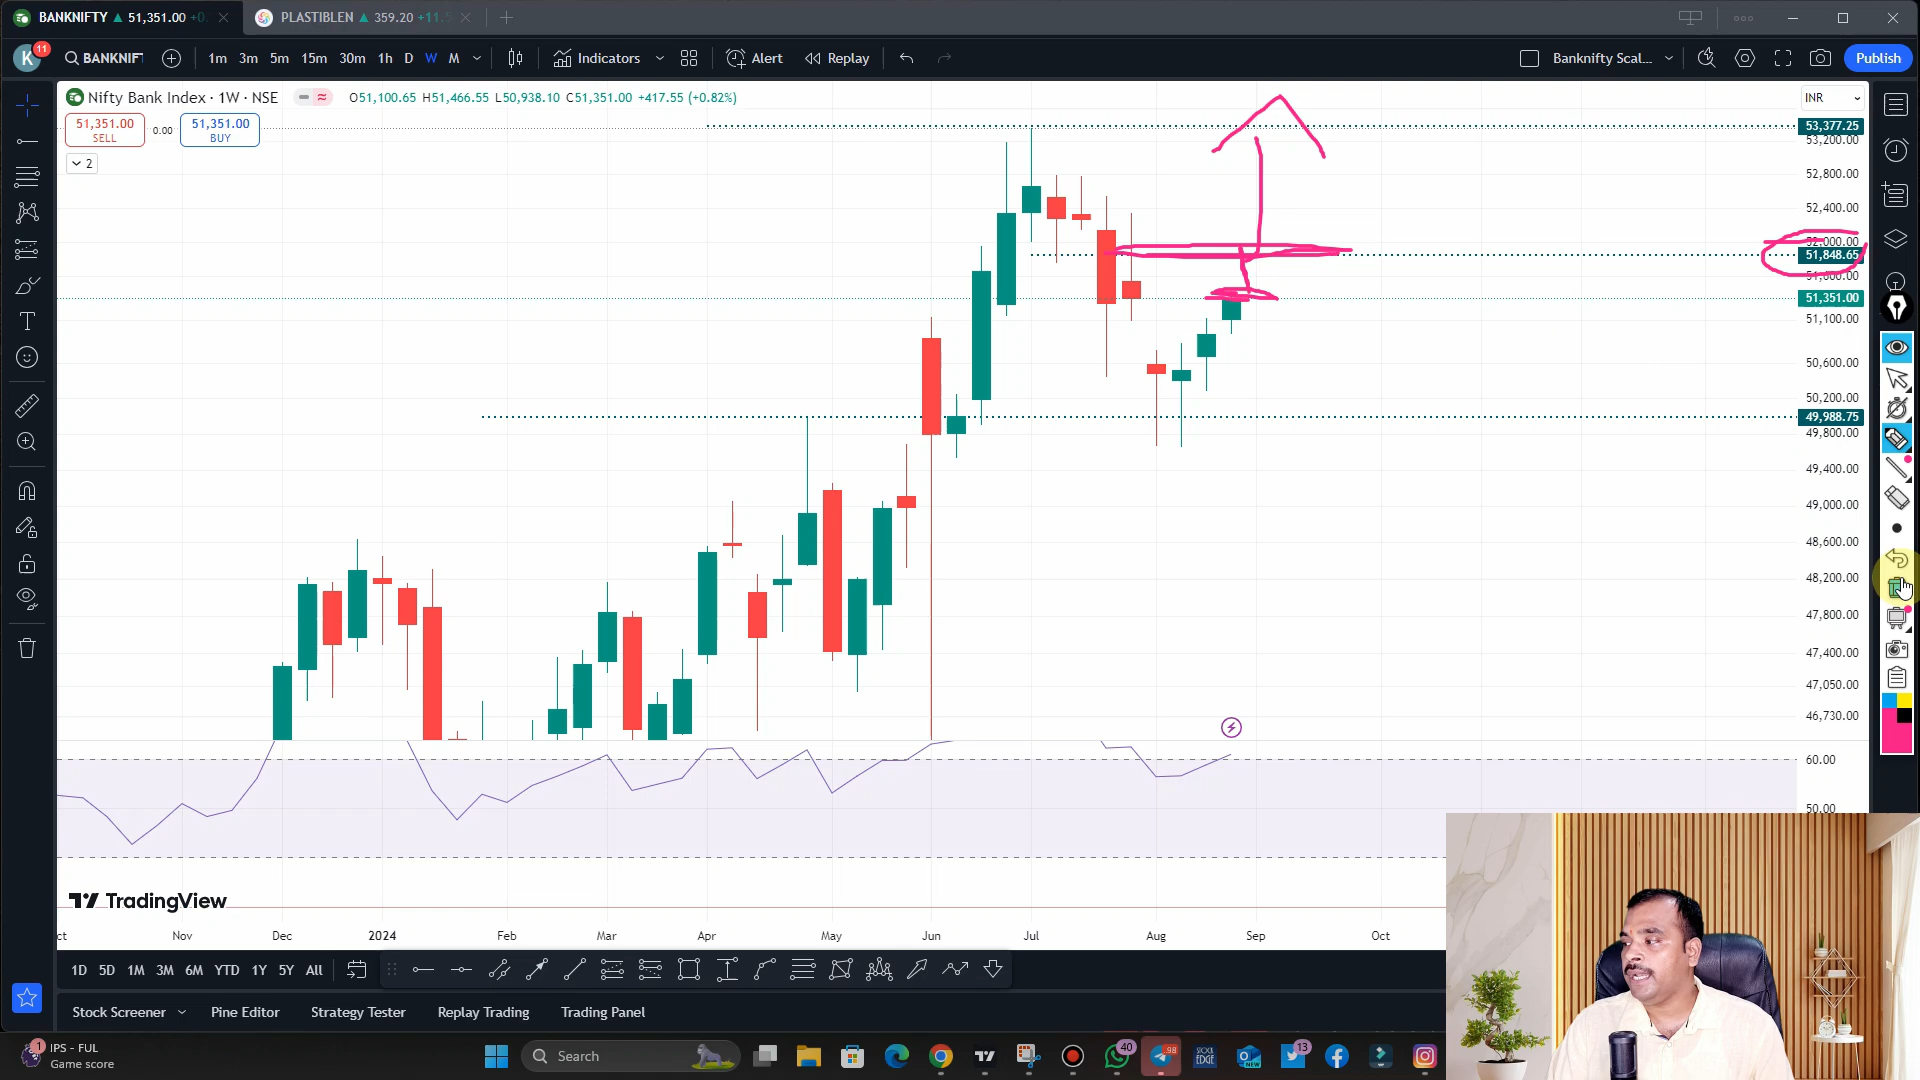 BANKNIFTY ▲ 51,351.00 +0.
PLASTIBLEN ▲ 359.20 +11.
K 11
BANKNIF
1m 3m 5m 15m 30m 1h D W M
Indicators
Alert
Replay
Banknifty Scal...
Publish
Nifty Bank Index · 1W · NSE
O51,100.65 H51,466.55 L50,938.10 C51,351.00 +417.55 (+0.82%)
INR
51,351.00
SELL
0.00
51,351.00
BUY
2
53,377.25
53,200.00
52,800.00
52,400.00
52,000.00
51,848.65
51,600.00
51,351.00
51,100.00
50,600.00
50,200.00
49,988.75
49,800.00
49,400.00
49,000.00
48,600.00
48,200.00
47,800.00
47,400.00
47,050.00
46,730.00
60.00
50.00
TradingView
ct Nov Dec 2024 Feb Mar Apr May Jun Jul Aug Sep Oct
1D 5D 1M 3M 6M YTD 1Y 5Y All
Stock Screener
Pine Editor
Strategy Tester
Replay Trading
Trading Panel
1
IPS - FUL
Game score
Search
40
.98
STOCK
EDGE
NEW
13